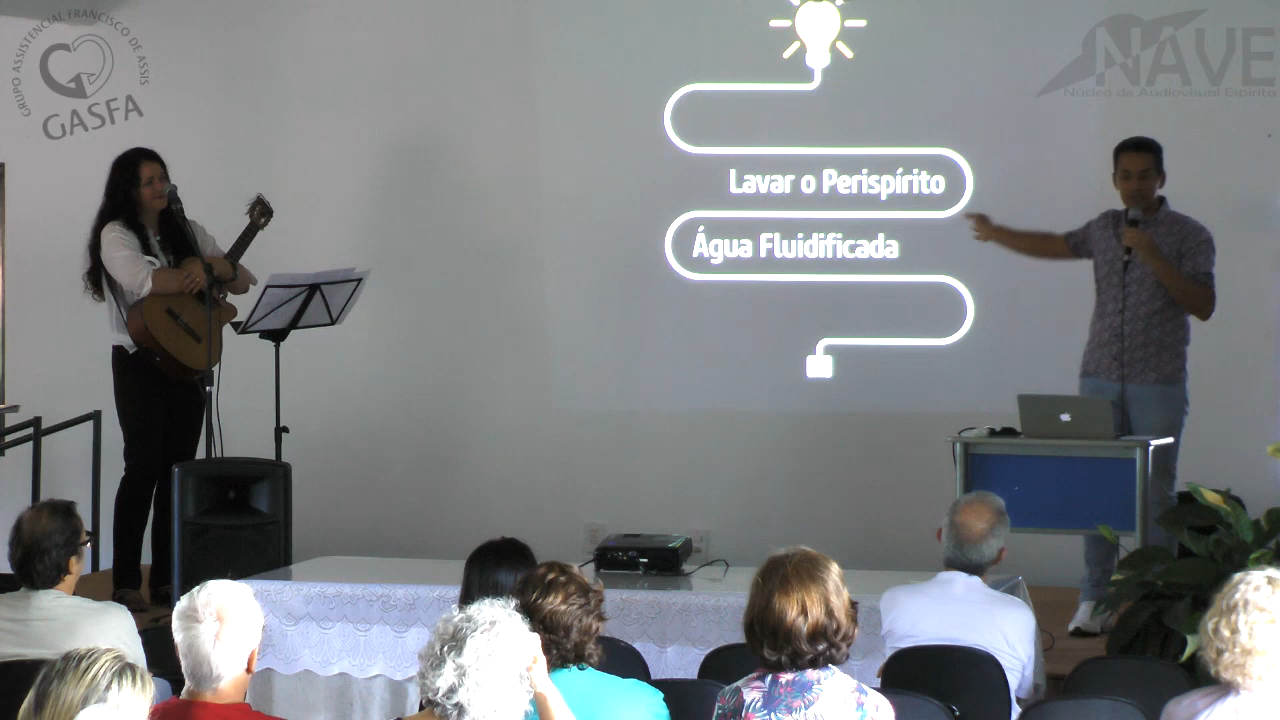 GRUPO ASSISTENCIAL FRANCISCO DE ASSIS
GASFA
NAVE
Núcleo de Audiovisual Espírita
Lavar o Perispírito
Água Fluidificada